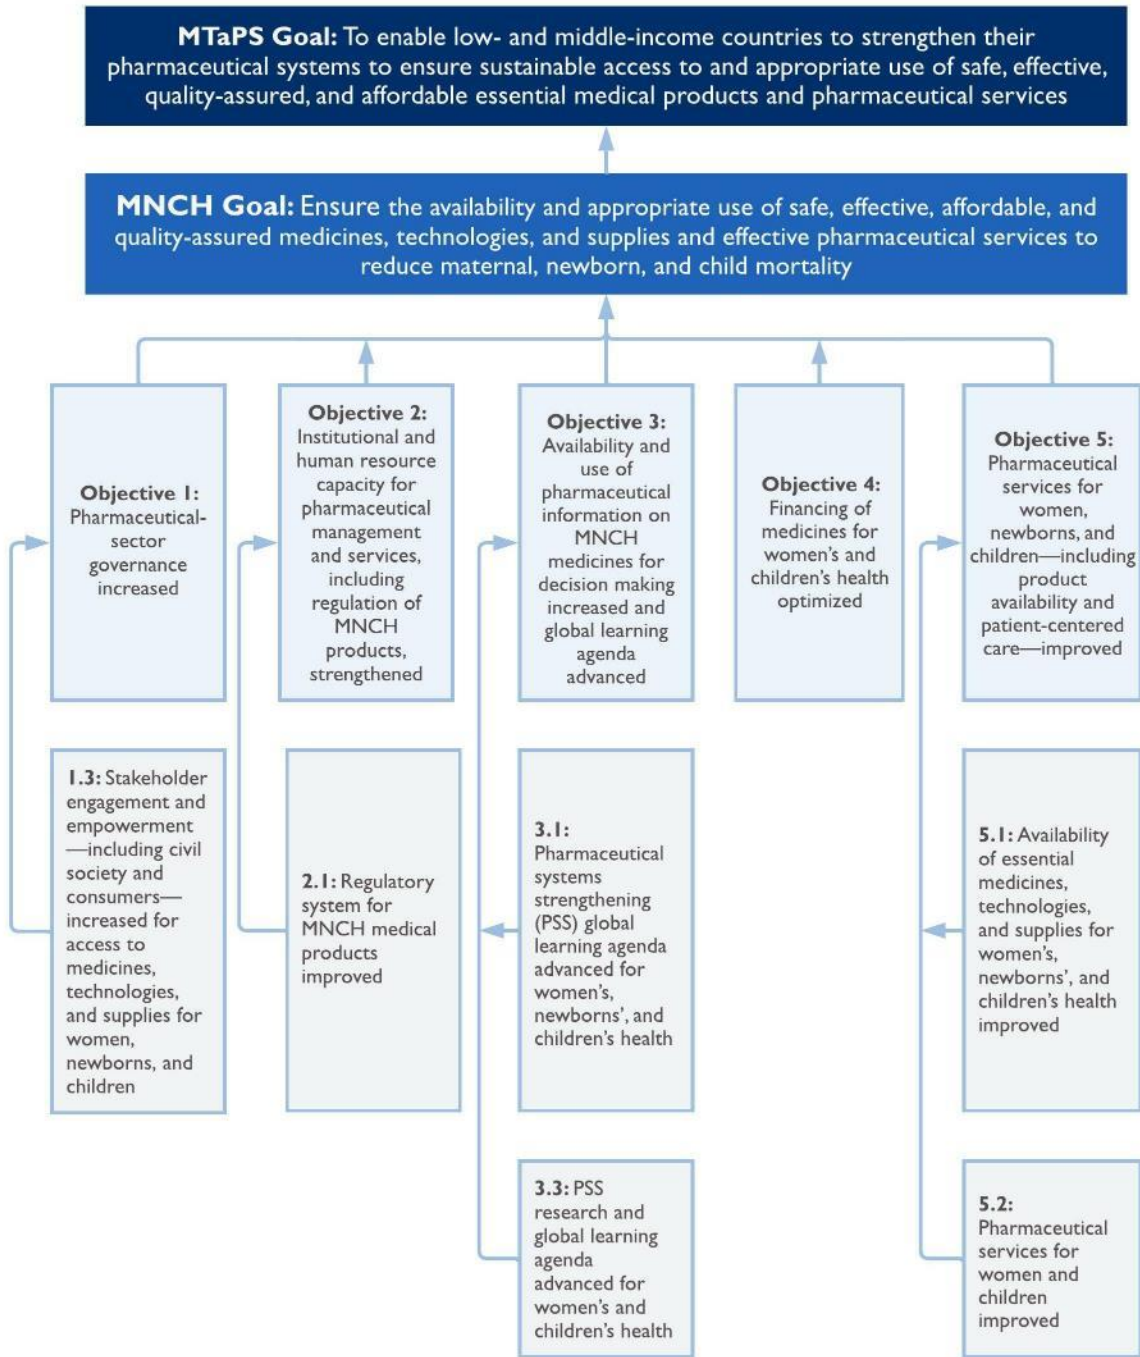 MTaPS Goal: To enable low- and middle-income countries to strengthen their
pharmaceutical systems to ensure sustainable access to and appropriate use of safe, effective,
quality-assured, and affordable essential medical products and pharmaceutical services
MNCH Goal: Ensure the availability and appropriate use of safe, effective, affordable, and
quality-assured medicines, technologies, and supplies and effective pharmaceutical services to
reduce maternal, newborn, and child mortality
Objective 1:
Pharmaceutical-
sector
governance
increased
Objective 2:
Institutional and
human resource
capacity for
pharmaceutical
management
and services,
including
regulation of
MNCH
products,
strengthened
Objective 3:
Availability and
use of
pharmaceutical
information on
MNCH
medicines for
decision making
increased and
global learning
agenda
advanced
Objective 4:
Financing of
medicines for
women’s and
children’s health
optimized
Objective 5:
Pharmaceutical
services for
women,
newborns, and
children—including
product
availability and
patient-centered
care—improved
1.3: Stakeholder
engagement and
empowerment
—including civil
society and
consumers—
increased for
access to
medicines,
technologies,
and supplies for
women,
newborns, and
children
2.1: Regulatory
system for
MNCH medical
products
improved
3.1:
Pharmaceutical
systems
strengthening
(PSS) global
learning agenda
advanced for
women’s,
newborns’, and
children’s health
5.1: Availability
of essential
medicines,
technologies,
and supplies for
women’s,
newborns’, and
children’s health
improved
3.3: PSS
research and
global learning
agenda
advanced for
women’s and
children’s health
5.2:
Pharmaceutical
services for
women and
children
improved